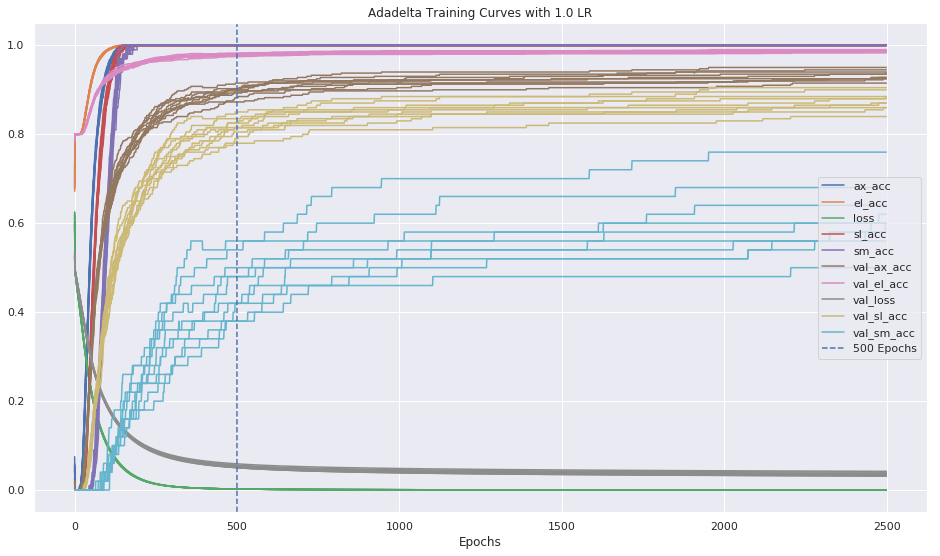 Adadelta Training Curves with 1.0 LR
1.0
0.8
0.6
0.4
0.2
0.0
ax_acc
el_acc
loss
sl_acc
sm_acc
val_ax_acc
val_el_acc
val_loss
val_sl_acc
val_sm_acc
500 Epochs
0 500 1000 1500 2000 2500
Epochs